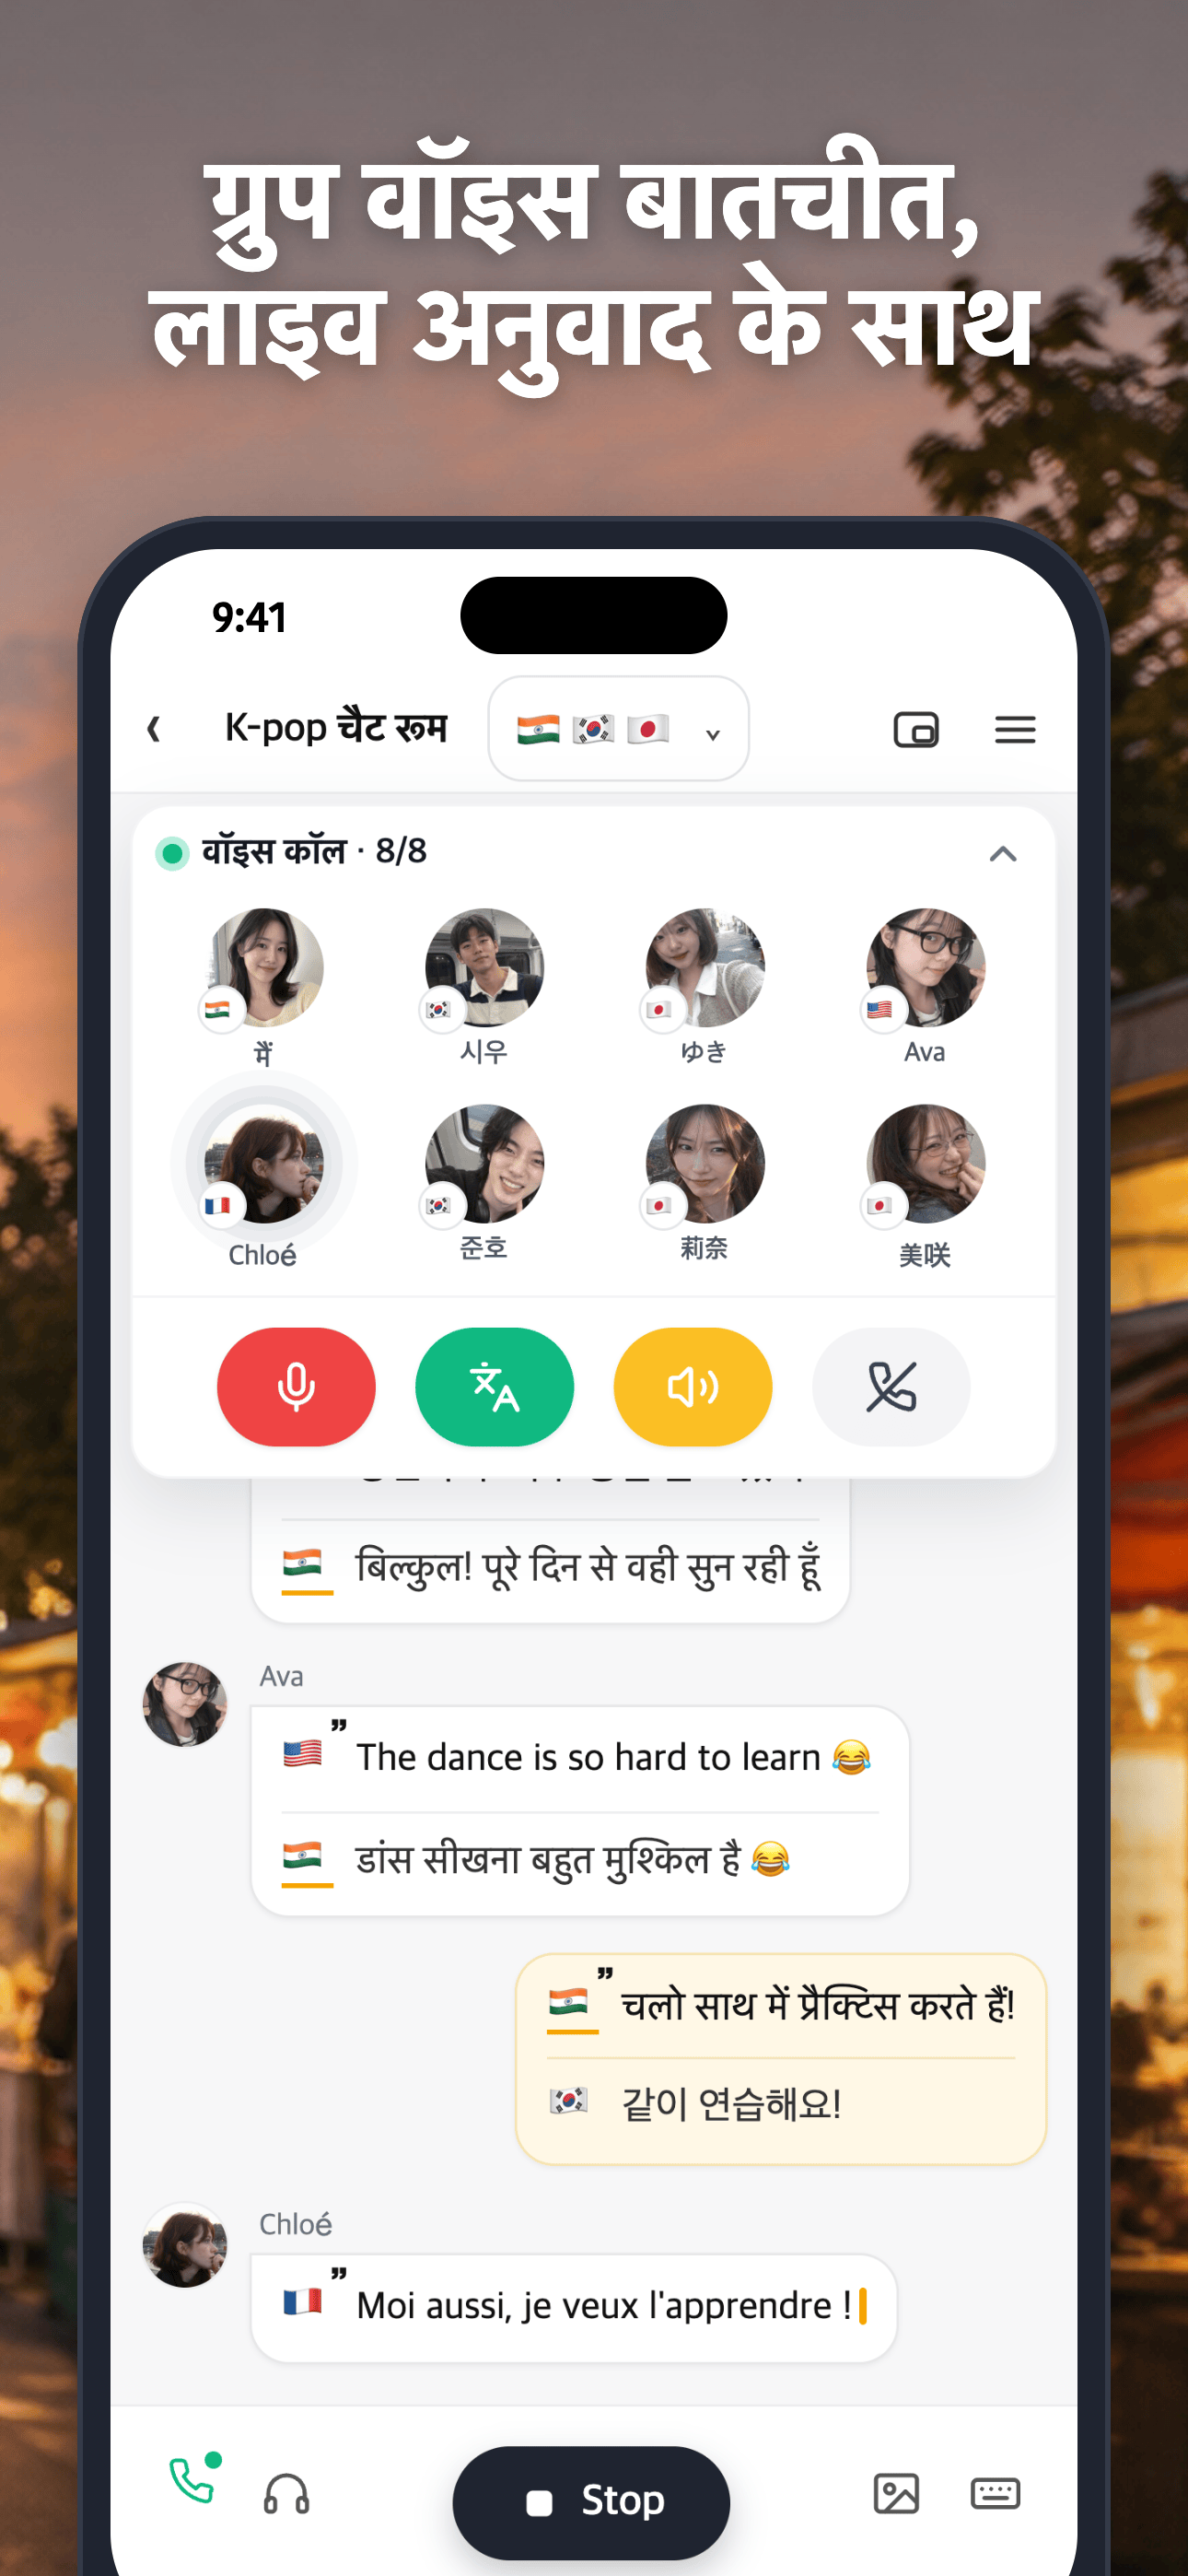 ग्रुप वॉइस बातचीत,
लाइव अनुवाद के साथ
9:41
K-pop चैट रूम
वॉइस कॉल · 8/8
मैं
시우
ゆき
Ava
Chloé
준호
莉奈
美咲
बिल्कुल! पूरे दिन से वही सुन रही हूँ
Ava
The dance is so hard to learn 😂
डांस सीखना बहुत मुश्किल है 😂
चलो साथ में प्रैक्टिस करते हैं!
같이 연습해요!
Chloé
Moi aussi, je veux l'apprendre !
Stop